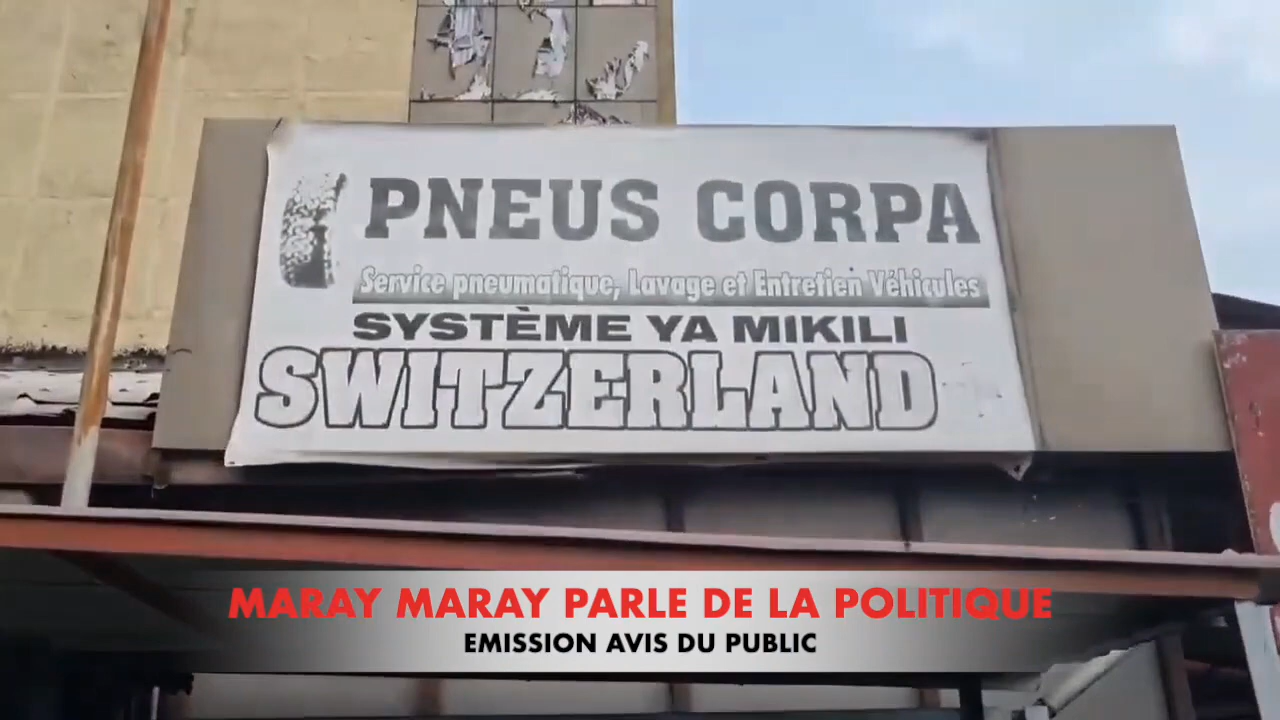 PNEUS CORPA
Service pneumatique, Lavage et Entretien Véhicules
SYSTÈME YA MIKILI
SWITZERLAND
MARAY MARAY PARLE DE LA POLITIQUE
EMISSION AVIS DU PUBLIC